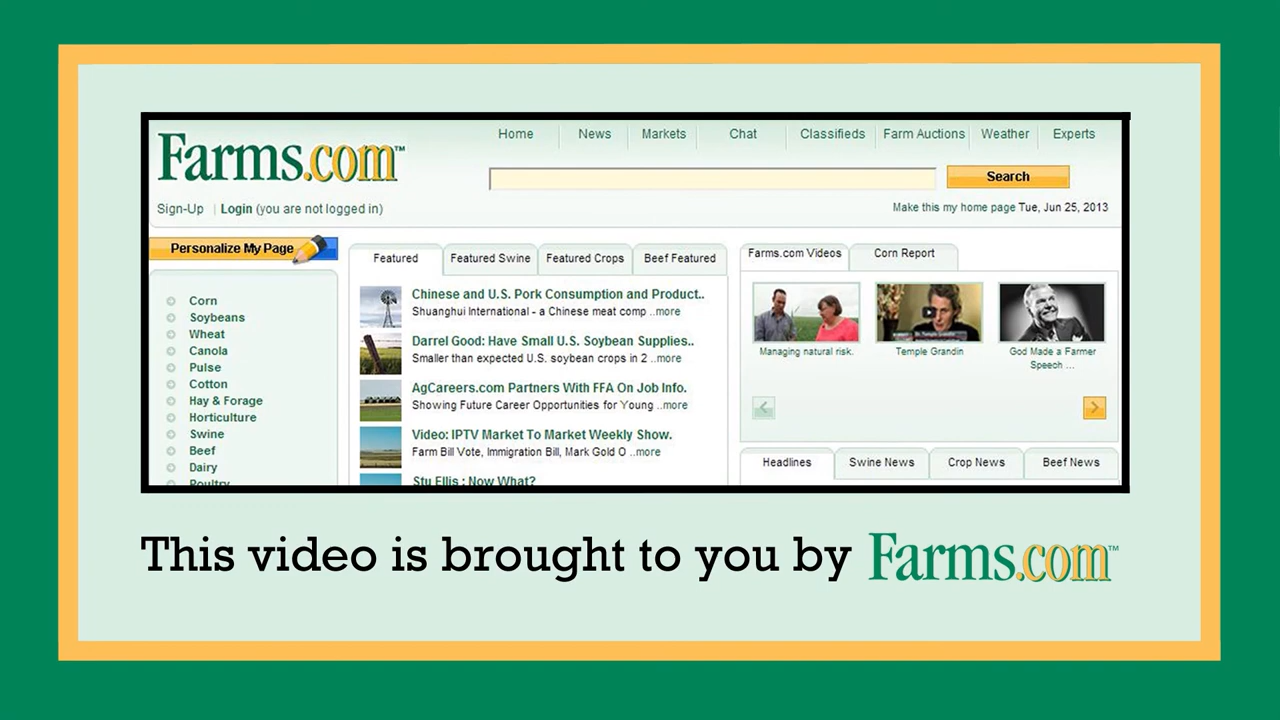 Farms.com™
Home News Markets Chat Classifieds Farm Auctions Weather Experts
Search
Sign-Up | Login (you are not logged in)
Make this my home page Tue, Jun 25, 2013
Personalize My Page
Corn
Soybeans
Wheat
Canola
Pulse
Cotton
Hay & Forage
Horticulture
Swine
Beef
Dairy
Poultry
Featured Featured Swine Featured Crops Beef Featured
Chinese and U.S. Pork Consumption and Product..
Shuanghui International - a Chinese meat comp ..more
Darrel Good: Have Small U.S. Soybean Supplies..
Smaller than expected U.S. soybean crops in 2 ..more
AgCareers.com Partners With FFA On Job Info.
Showing Future Career Opportunities for Young ..more
Video: IPTV Market To Market Weekly Show.
Farm Bill Vote, Immigration Bill, Mark Gold O ..more
Stu Ellis : Now What?
Farms.com Videos Corn Report
Dr. Temple Grandin
Managing natural risk.
Temple Grandin
God Made a Farmer
Speech ...
Headlines Swine News Crop News Beef News
This video is brought to you by Farms.com™